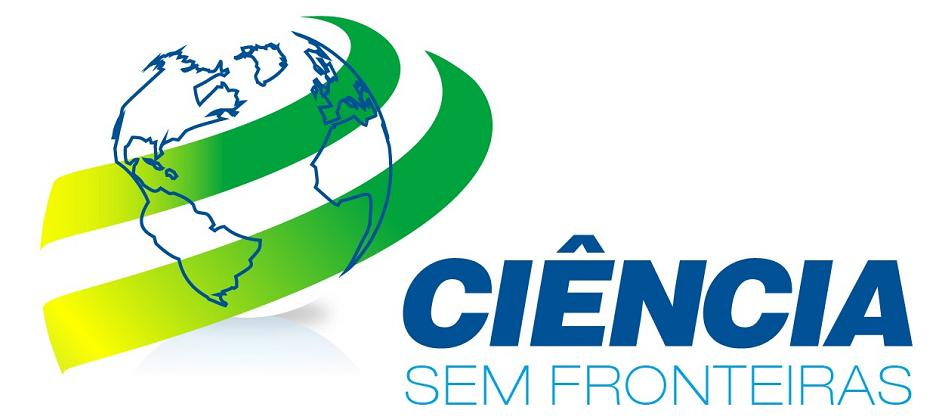 CIÊNCIA
SEM FRONTEIRAS